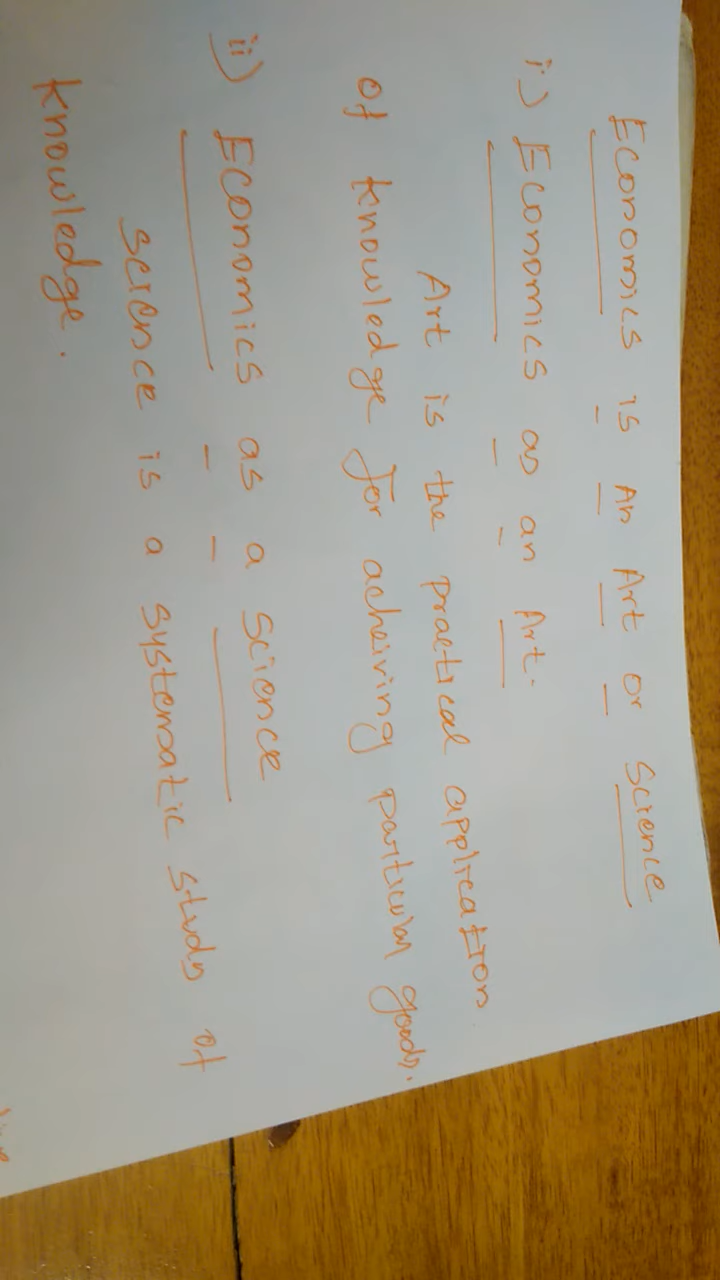 Economics is An Art or Science
i) Economics as an Art.
Art is the practical application
of knowledge for acheiving particular goods.
ii) Economics as a Science
Science is a systematic study of
knowledge.